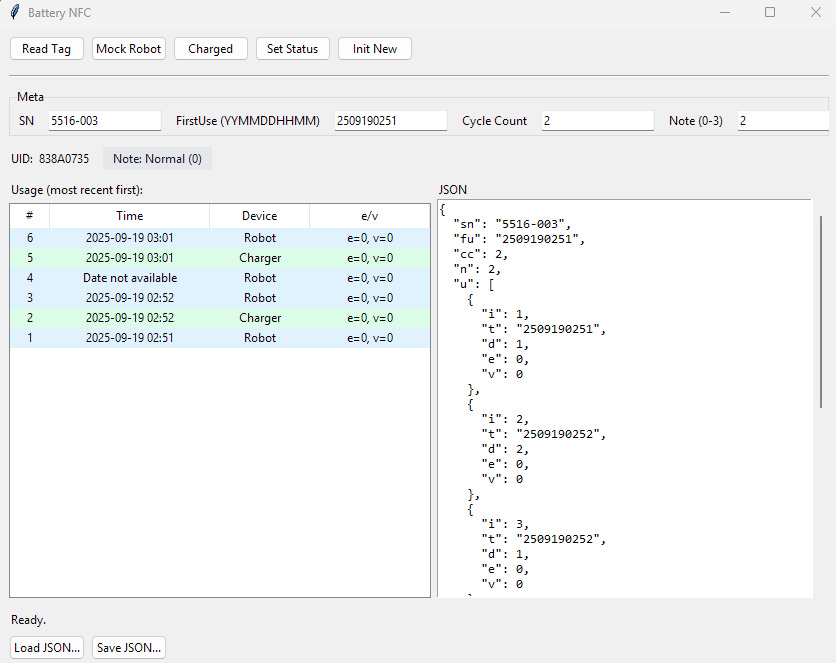 Battery NFC
Read Tag Mock Robot Charged Set Status Init New
Meta
SN 5516-003 FirstUse (YYMMDDHHMM) 2509190251 Cycle Count 2 Note (0-3) 2
UID: 838A0735 Note: Normal (0)
Usage (most recent first):
# Time Device e/v
6 2025-09-19 03:01 Robot e=0, v=0
5 2025-09-19 03:01 Charger e=0, v=0
4 Date not available Robot e=0, v=0
3 2025-09-19 02:52 Robot e=0, v=0
2 2025-09-19 02:52 Charger e=0, v=0
1 2025-09-19 02:51 Robot e=0, v=0
JSON
{
"sn": "5516-003",
"fu": "2509190251",
"cc": 2,
"n": 2,
"u": [
{
"i": 1,
"t": "2509190251",
"d": 1,
"e": 0,
"v": 0
},
{
"i": 2,
"t": "2509190252",
"d": 2,
"e": 0,
"v": 0
},
{
"i": 3,
"t": "2509190252",
"d": 1,
"e": 0,
"v": 0
Ready.
Load JSON... Save JSON...